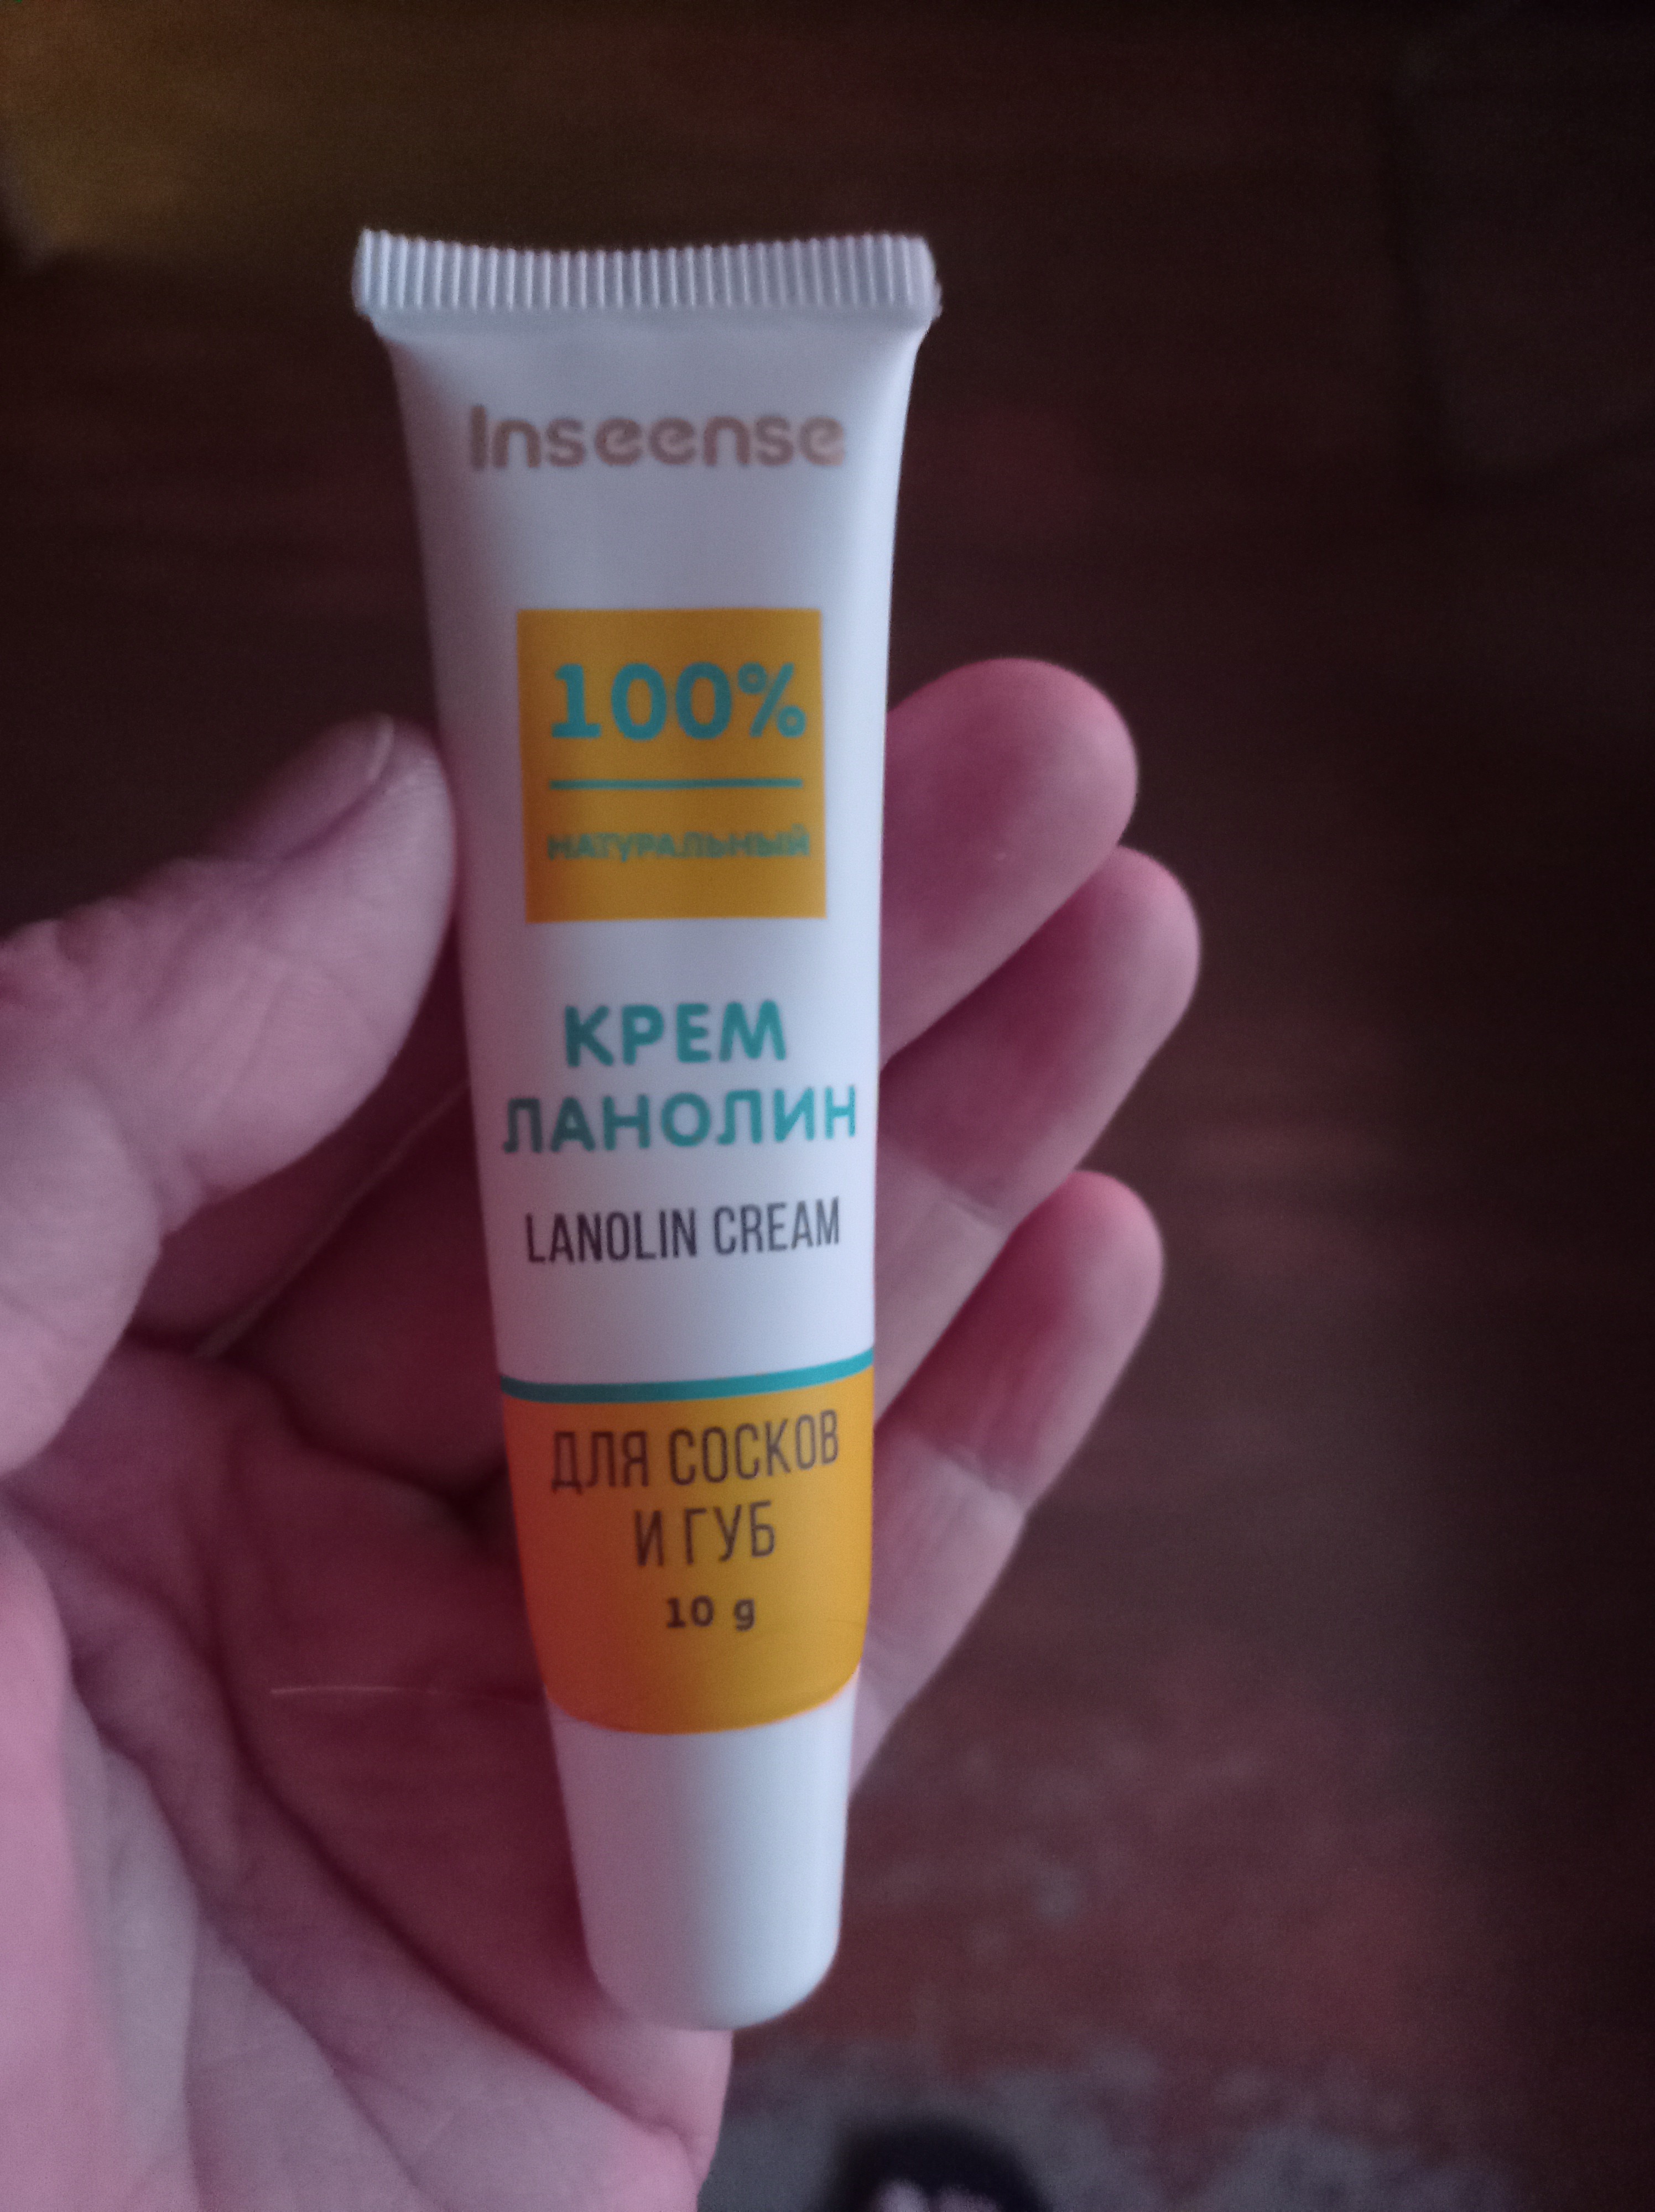 Inseense
100%
НАТУРАЛЬНЫЙ
КРЕМ
ЛАНОЛИН
LANOLIN CREAM
ДЛЯ СОСКОВ
И ГУБ
10 g